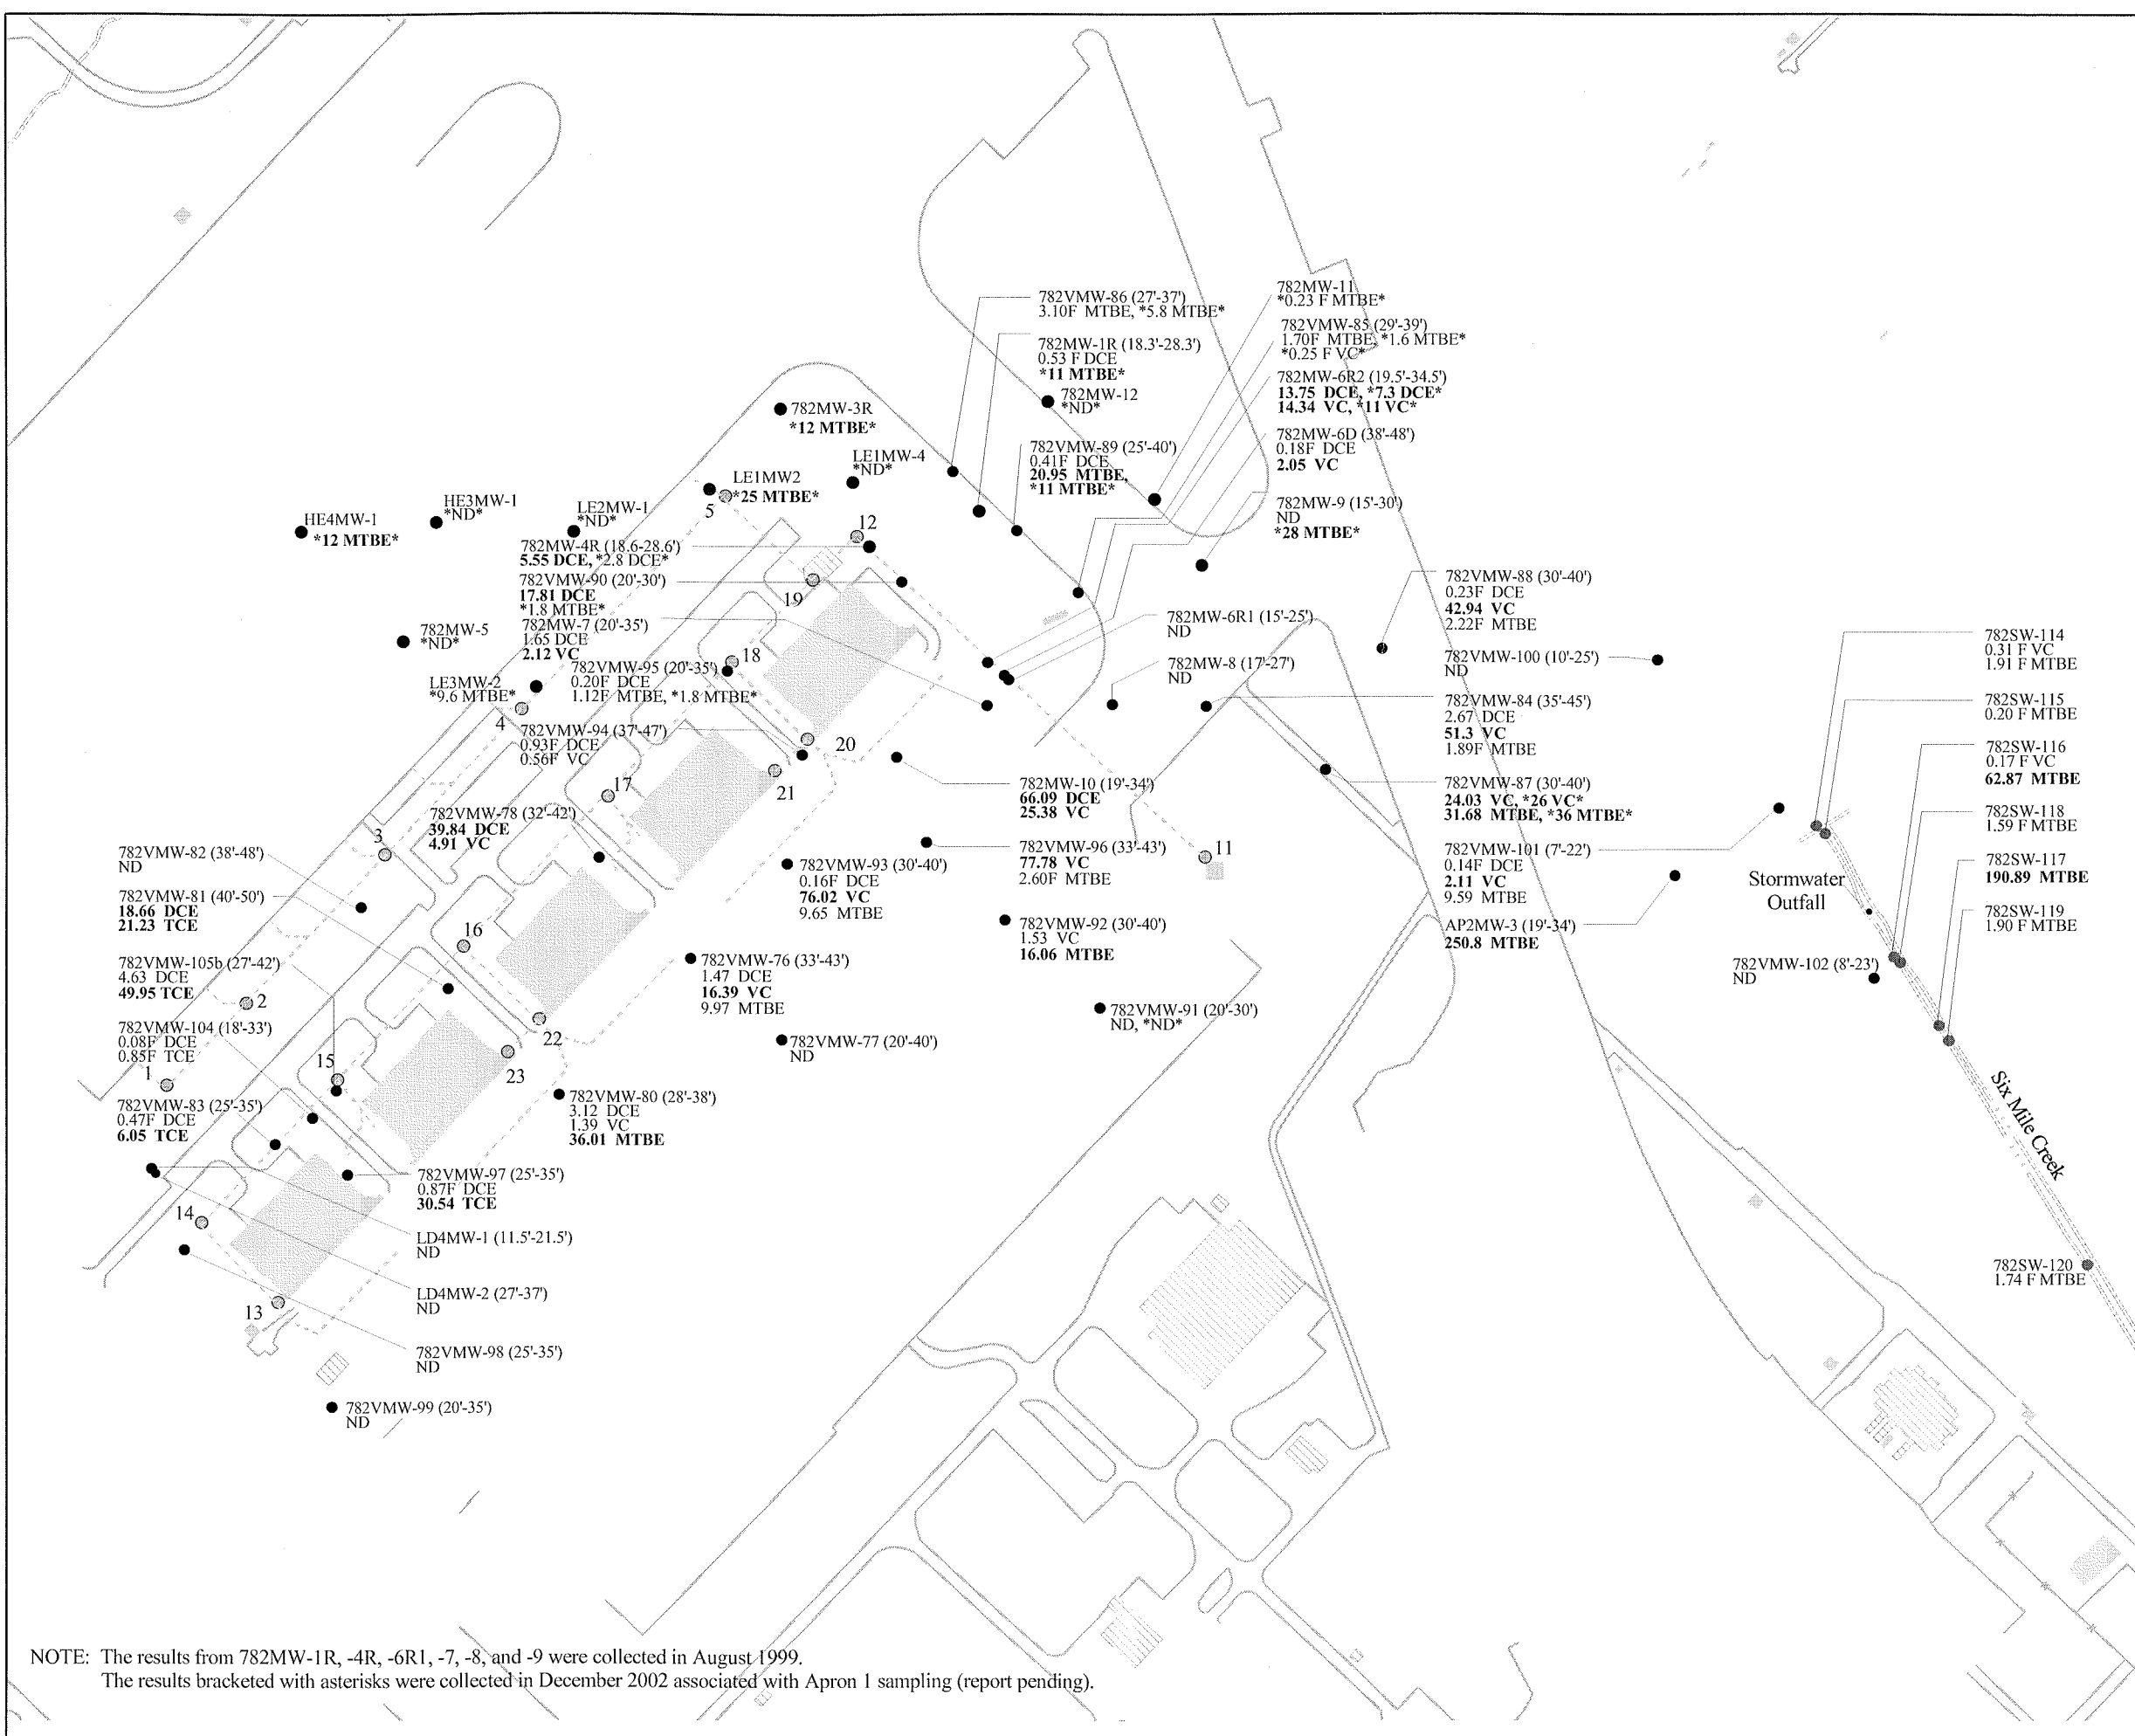 782VMW-86 (27'-37')
3.10F MTBE, *5.8 MTBE*
782MW-1R (18.3'-28.3')
0.53 F DCE
*11 MTBE*
782MW-12
*ND*
782MW-11
*0.23 F MTBE*
782VMW-85 (29'-39')
1.70F MTBE, *1.6 MTBE*
*0.25 F VC*
782MW-6R2 (19.5'-34.5')
13.75 DCE, *7.3 DCE*
14.34 VC, *11 VC*
782MW-6D (38'-48')
0.18F DCE
2.05 VC
782MW-9 (15'-30')
ND
*28 MTBE*
782MW-3R
*12 MTBE*
782VMW-89 (25'-40')
0.41F DCE
20.95 MTBE,
*11 MTBE*
LE1MW-4
*ND*
LE1MW2
*25 MTBE*
5
HE3MW-1
*ND*
HE4MW-1
*12 MTBE*
LE2MW-1
*ND*
12
782MW-4R (18.6-28.6')
5.55 DCE, *2.8 DCE*
782VMW-90 (20'-30')
17.81 DCE
*1.8 MTBE*
19
782MW-7 (20'-35')
1.65 DCE
2.12 VC
782MW-5
*ND*
18
782VMW-95 (20'-35')
0.20F DCE
1.12F MTBE, *1.8 MTBE*
LE3MW-2
*9.6 MTBE*
4
782VMW-94 (37'-47')
0.93F DCE
0.56F VC
20
21
17
782MW-6R1 (15'-25')
ND
782MW-8 (17'-27')
ND
782VMW-88 (30'-40')
0.23F DCE
42.94 VC
2.22F MTBE
782VMW-100 (10'-25')
ND
782VMW-84 (35'-45')
2.67 DCE
51.3 VC
1.89F MTBE
782VMW-87 (30'-40')
24.03 VC, *26 VC*
31.68 MTBE, *36 MTBE*
782VMW-101 (7'-22')
0.14F DCE
2.11 VC
9.59 MTBE
AP2MW-3 (19'-34')
250.8 MTBE
782SW-114
0.31 F VC
1.91 F MTBE
782SW-115
0.20 F MTBE
782SW-116
0.17 F VC
62.87 MTBE
782SW-118
1.59 F MTBE
782SW-117
190.89 MTBE
782SW-119
1.90 F MTBE
Stormwater
Outfall
782VMW-102 (8'-23')
ND
Six Mile Creek
782SW-120
1.74 F MTBE
782MW-10 (19'-34')
66.09 DCE
25.38 VC
11
782VMW-96 (33'-43')
77.78 VC
2.60F MTBE
782VMW-93 (30'-40')
0.16F DCE
76.02 VC
9.65 MTBE
782VMW-92 (30'-40')
1.53 VC
16.06 MTBE
782VMW-91 (20'-30')
ND, *ND*
782VMW-78 (32'-42')
39.84 DCE
4.91 VC
3
782VMW-76 (33'-43')
1.47 DCE
16.39 VC
9.97 MTBE
782VMW-77 (20'-40')
ND
16
22
23
782VMW-80 (28'-38')
3.12 DCE
1.39 VC
36.01 MTBE
782VMW-82 (38'-48')
ND
782VMW-81 (40'-50')
18.66 DCE
21.23 TCE
782VMW-105b (27'-42')
4.63 DCE
49.95 TCE
2
782VMW-104 (18'-33')
0.08F DCE
0.85F TCE
1
15
782VMW-83 (25'-35')
0.47F DCE
6.05 TCE
782VMW-97 (25'-35')
0.87F DCE
30.54 TCE
14
LD4MW-1 (11.5'-21.5')
ND
LD4MW-2 (27'-37')
ND
13
782VMW-98 (25'-35')
ND
782VMW-99 (20'-35')
ND
NOTE: The results from 782MW-1R, -4R, -6R1, -7, -8, and -9 were collected in August 1999.
The results bracketed with asterisks were collected in December 2002 associated with Apron 1 sampling (report pending).